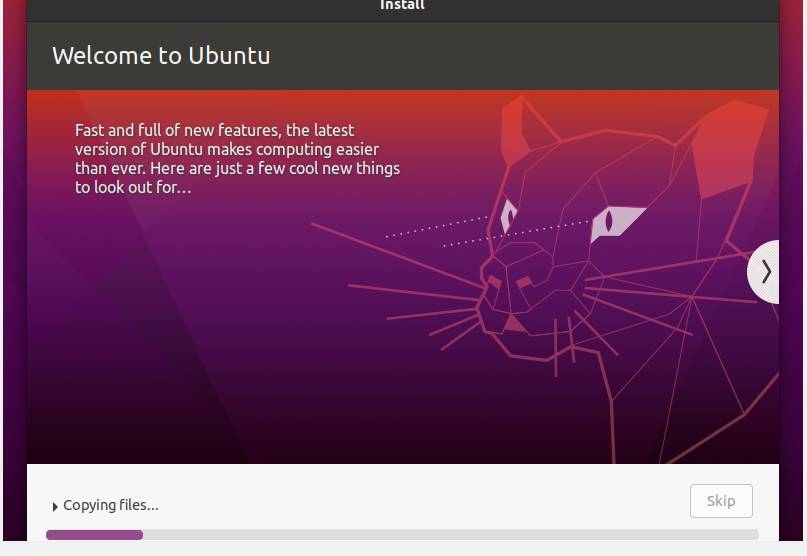 Install
Welcome to Ubuntu
Fast and full of new features, the latest
version of Ubuntu makes computing easier
than ever. Here are just a few cool new things
to look out for…
Copying files…
Skip